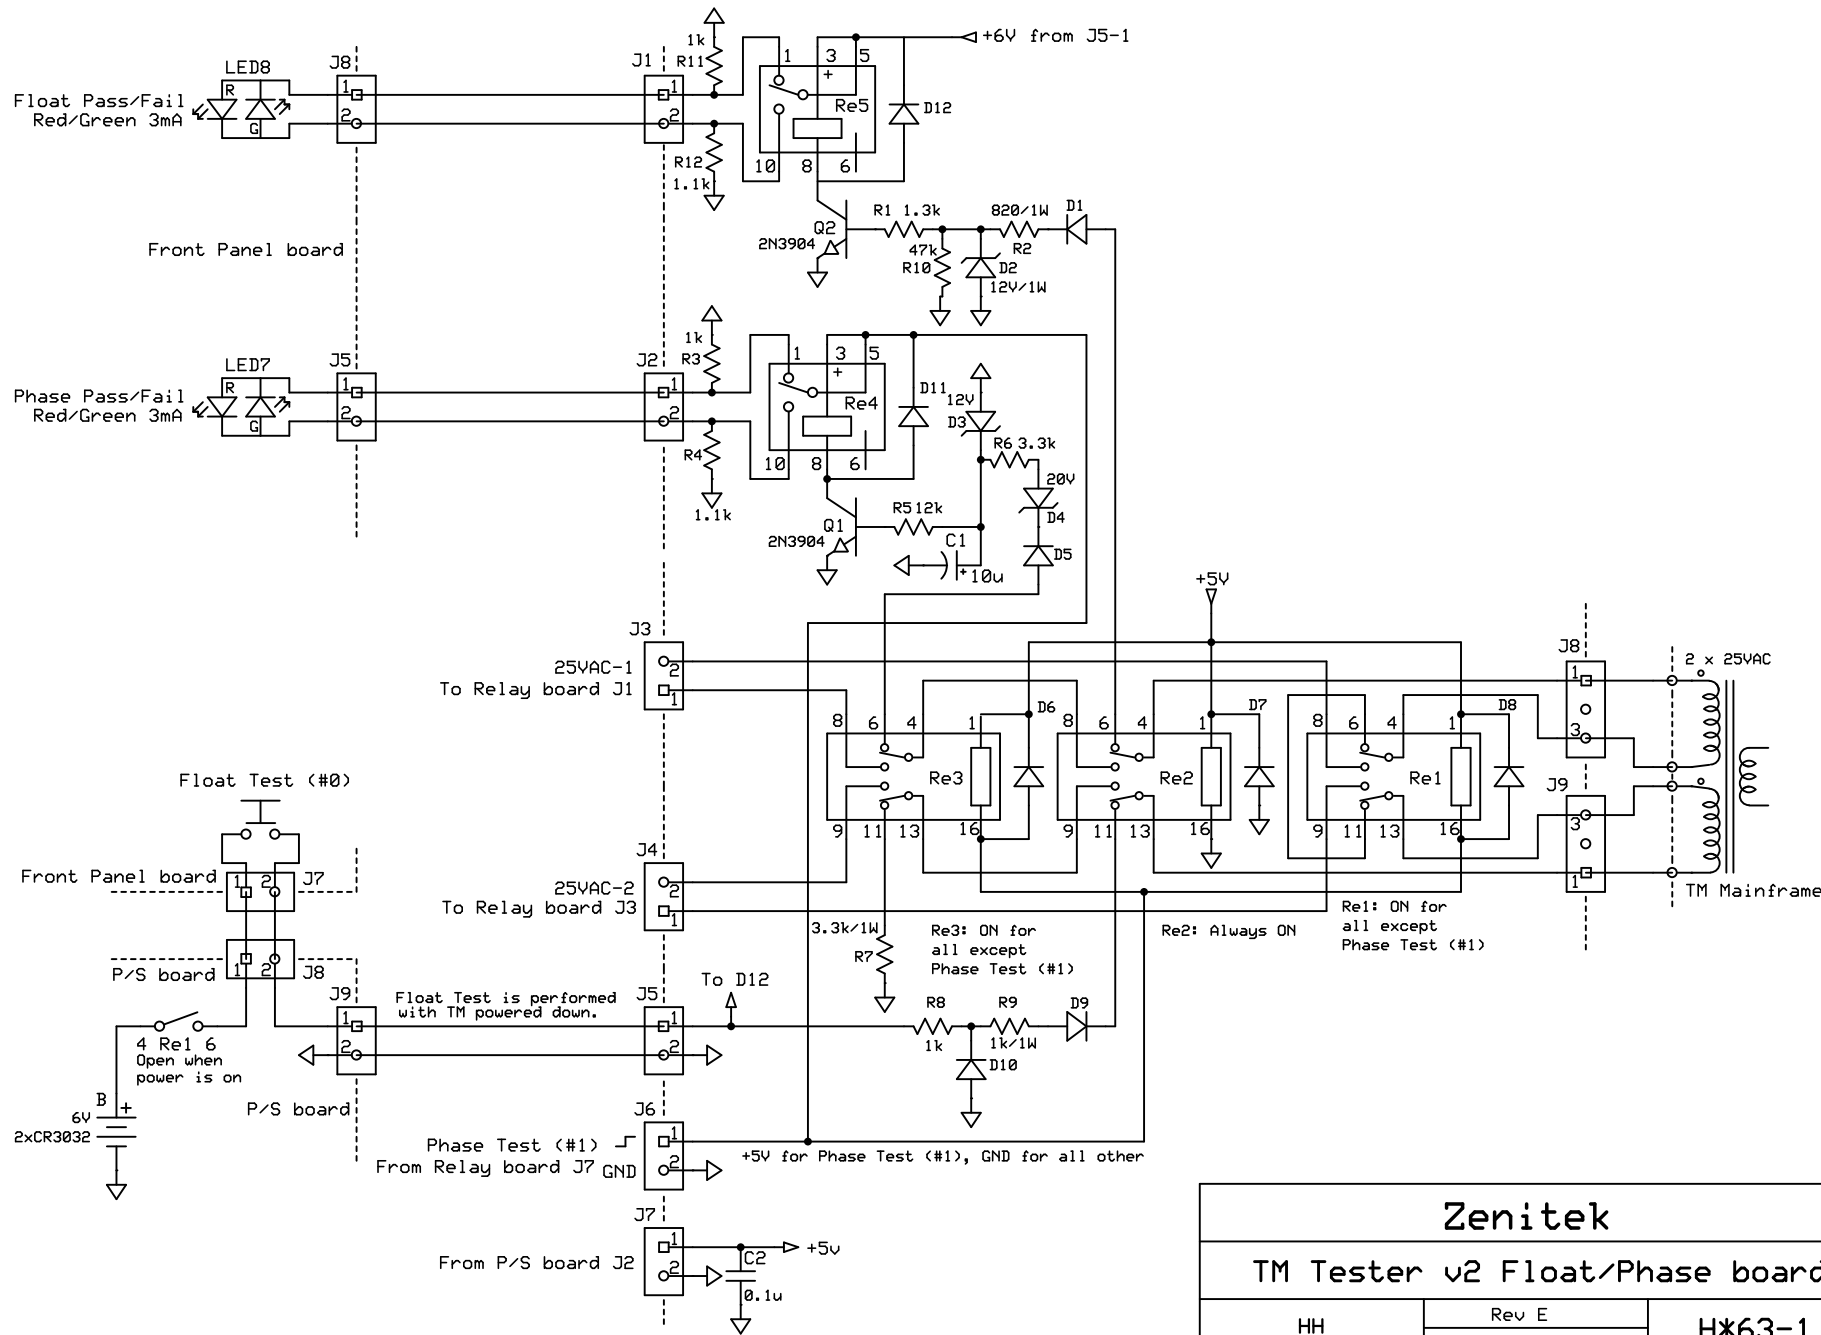 +6V from J5-1
1k
R11
J1
1
2
R12
1.1k
1
3
5
+
Re5
10
8
6
D12
LED8
R
G
J8
1
2
Float Pass/Fail
Red/Green 3mA
Front Panel board
Q2
2N3904
R1 1.3k
47k
R10
820/1W
R2
D1
D2
12V/1W
LED7
R
G
J5
1
2
Phase Pass/Fail
Red/Green 3mA
J2
1
2
1k
R3
R4
1.1k
1
3
5
+
Re4
10
8
6
D11
12V
D3
R6 3.3k
20V
D4
D5
Q1
2N3904
R5 12k
C1
+
10u
+5V
J3
2
1
25VAC-1
To Relay board J1
J4
2
1
25VAC-2
To Relay board J3
8
6
4
1
D6
Re3
9
11
13
16
8
6
4
1
D7
Re2
9
11
13
16
8
6
4
1
D8
Re1
9
11
13
16
J8
1
3
J9
3
1
2 x 25VAC
TM Mainframe
Re3: ON for
all except
Phase Test (#1)
Re2: Always ON
Re1: ON for
all except
Phase Test (#1)
3.3k/1W
R7
Float Test (#0)
Front Panel board
1
2
J7
P/S board
1
2
J8
4 Re1 6
Open when
power is on
B
+
6V
2xCR3032
J9
1
2
P/S board
Float Test is performed
with TM powered down.
J5
1
2
To D12
R8
1k
R9
1k/1W
D9
D10
J6
1
2
Phase Test (#1)
From Relay board J7
GND
+5V for Phase Test (#1), GND for all other
J7
1
2
From P/S board J2
+5v
C2
0.1u
Zenitek
TM Tester v2 Float/Phase board
HH
Rev E
H*63-1